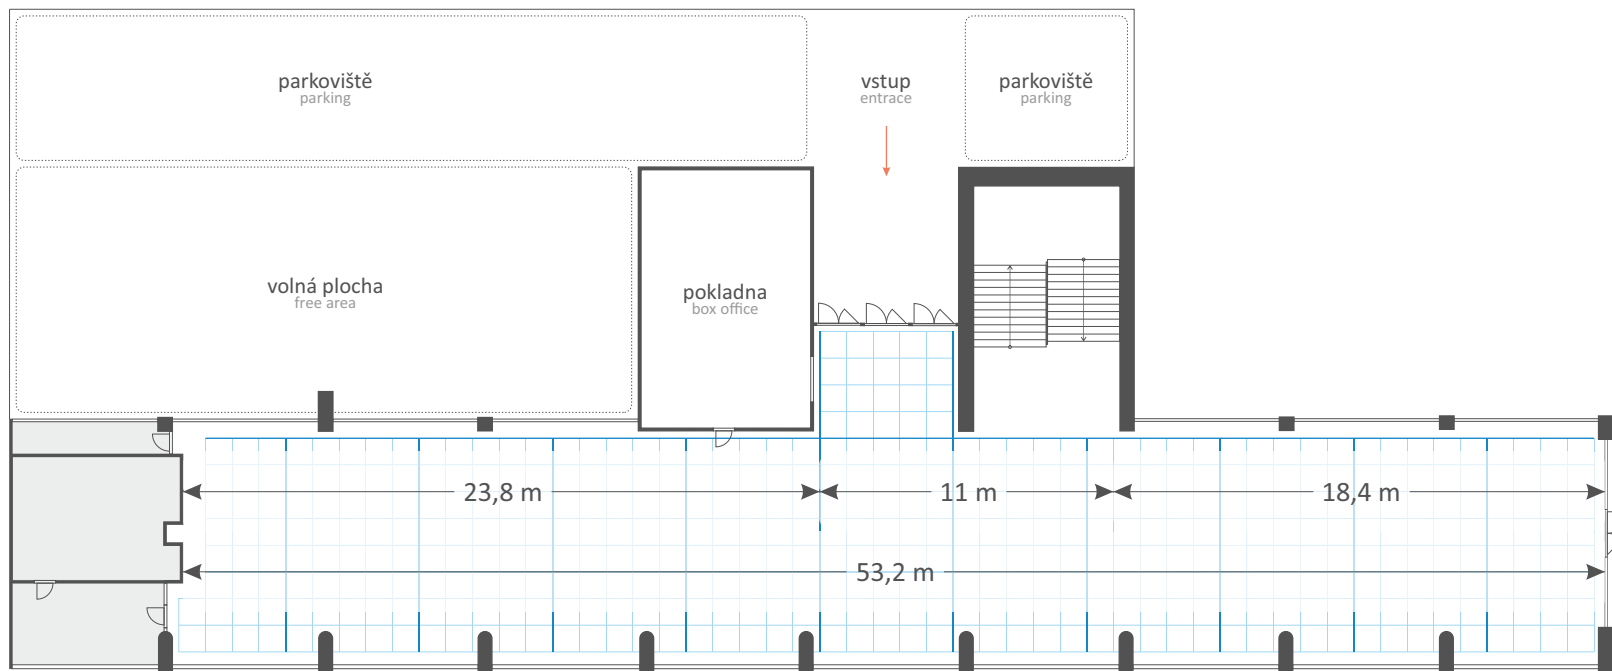 parkoviště
parking
vstup
entrace
parkoviště
parking
volná plocha
free area
pokladna
box office
23,8 m
11 m
18,4 m
53,2 m